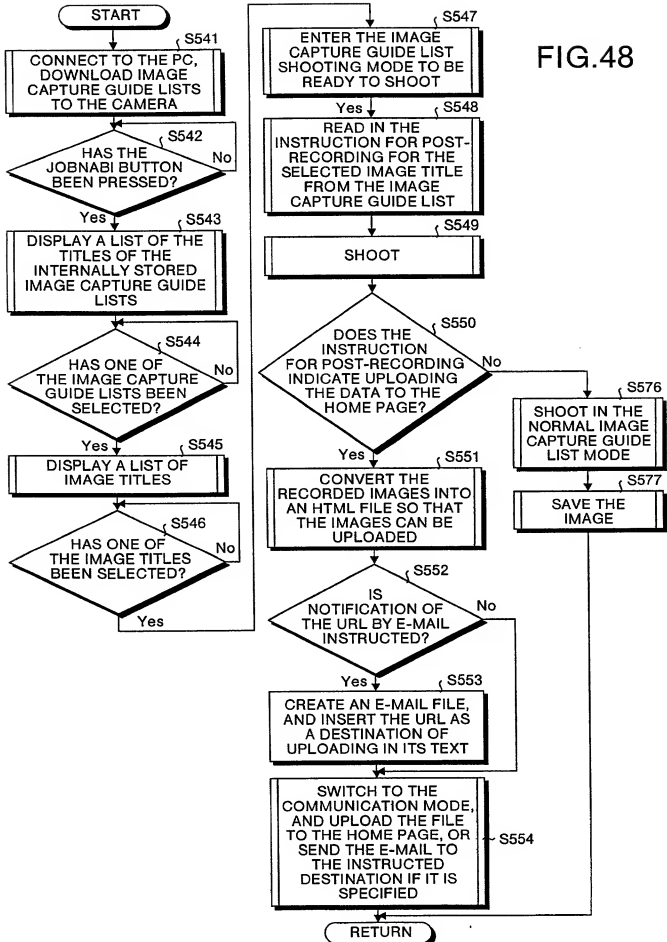 FIG.48
START
S541
CONNECT TO THE PC,
DOWNLOAD IMAGE
CAPTURE GUIDE LISTS
TO THE CAMERA
S542
HAS THE
JOBNABI BUTTON
BEEN PRESSED?
No
Yes
S543
DISPLAY A LIST OF THE
TITLES OF THE
INTERNALLY STORED
IMAGE CAPTURE GUIDE
LISTS
S544
HAS ONE OF
THE IMAGE CAPTURE
GUIDE LISTS BEEN
SELECTED?
No
Yes
S545
DISPLAY A LIST OF
IMAGE TITLES
S546
HAS ONE OF
THE IMAGE TITLES
BEEN SELECTED?
No
Yes
S547
ENTER THE IMAGE
CAPTURE GUIDE LIST
SHOOTING MODE TO BE
READY TO SHOOT
Yes
S548
READ IN THE
INSTRUCTION FOR POST-
RECORDING FOR THE
SELECTED IMAGE TITLE
FROM THE IMAGE
CAPTURE GUIDE LIST
S549
SHOOT
S550
DOES THE
INSTRUCTION
FOR POST-RECORDING
INDICATE UPLOADING
THE DATA TO THE
HOME PAGE?
No
Yes
S551
CONVERT THE
RECORDED IMAGES INTO
AN HTML FILE SO THAT
THE IMAGES CAN BE
UPLOADED
S552
IS
NOTIFICATION OF
THE URL BY E-MAIL
INSTRUCTED?
No
Yes
S553
CREATE AN E-MAIL FILE,
AND INSERT THE URL AS
A DESTINATION OF
UPLOADING IN ITS TEXT
SWITCH TO THE
COMMUNICATION MODE,
AND UPLOAD THE FILE
TO THE HOME PAGE, OR
SEND THE E-MAIL TO
THE INSTRUCTED
DESTINATION IF IT IS
SPECIFIED
S554
S576
SHOOT IN THE
NORMAL IMAGE
CAPTURE GUIDE
LIST MODE
S577
SAVE THE
IMAGE
RETURN